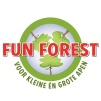 FUN FOREST
VOOR KLEINE ÉN GROTE APEN